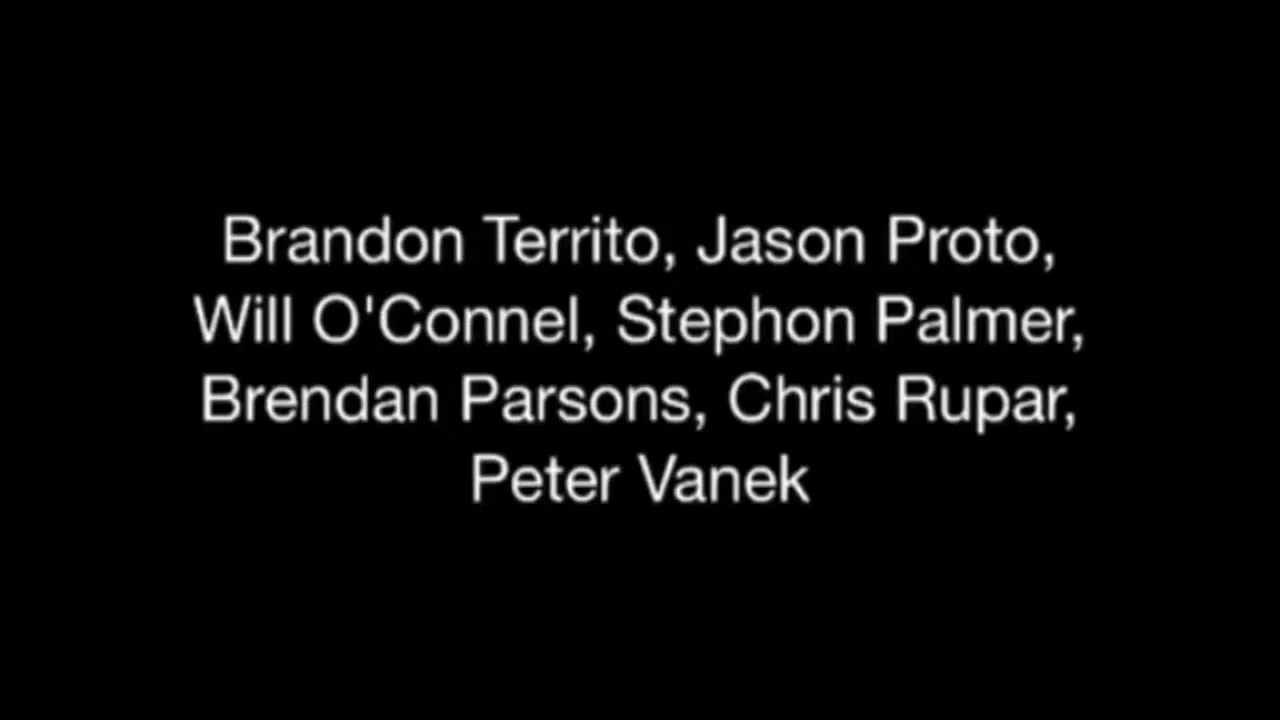 Brandon Territo, Jason Proto,
Will O'Connel, Stephon Palmer,
Brendan Parsons, Chris Rupar,
Peter Vanek